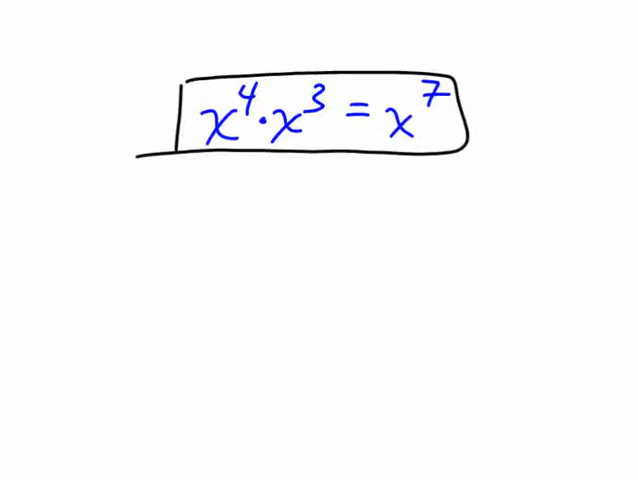 x⁴·x³ = x⁷